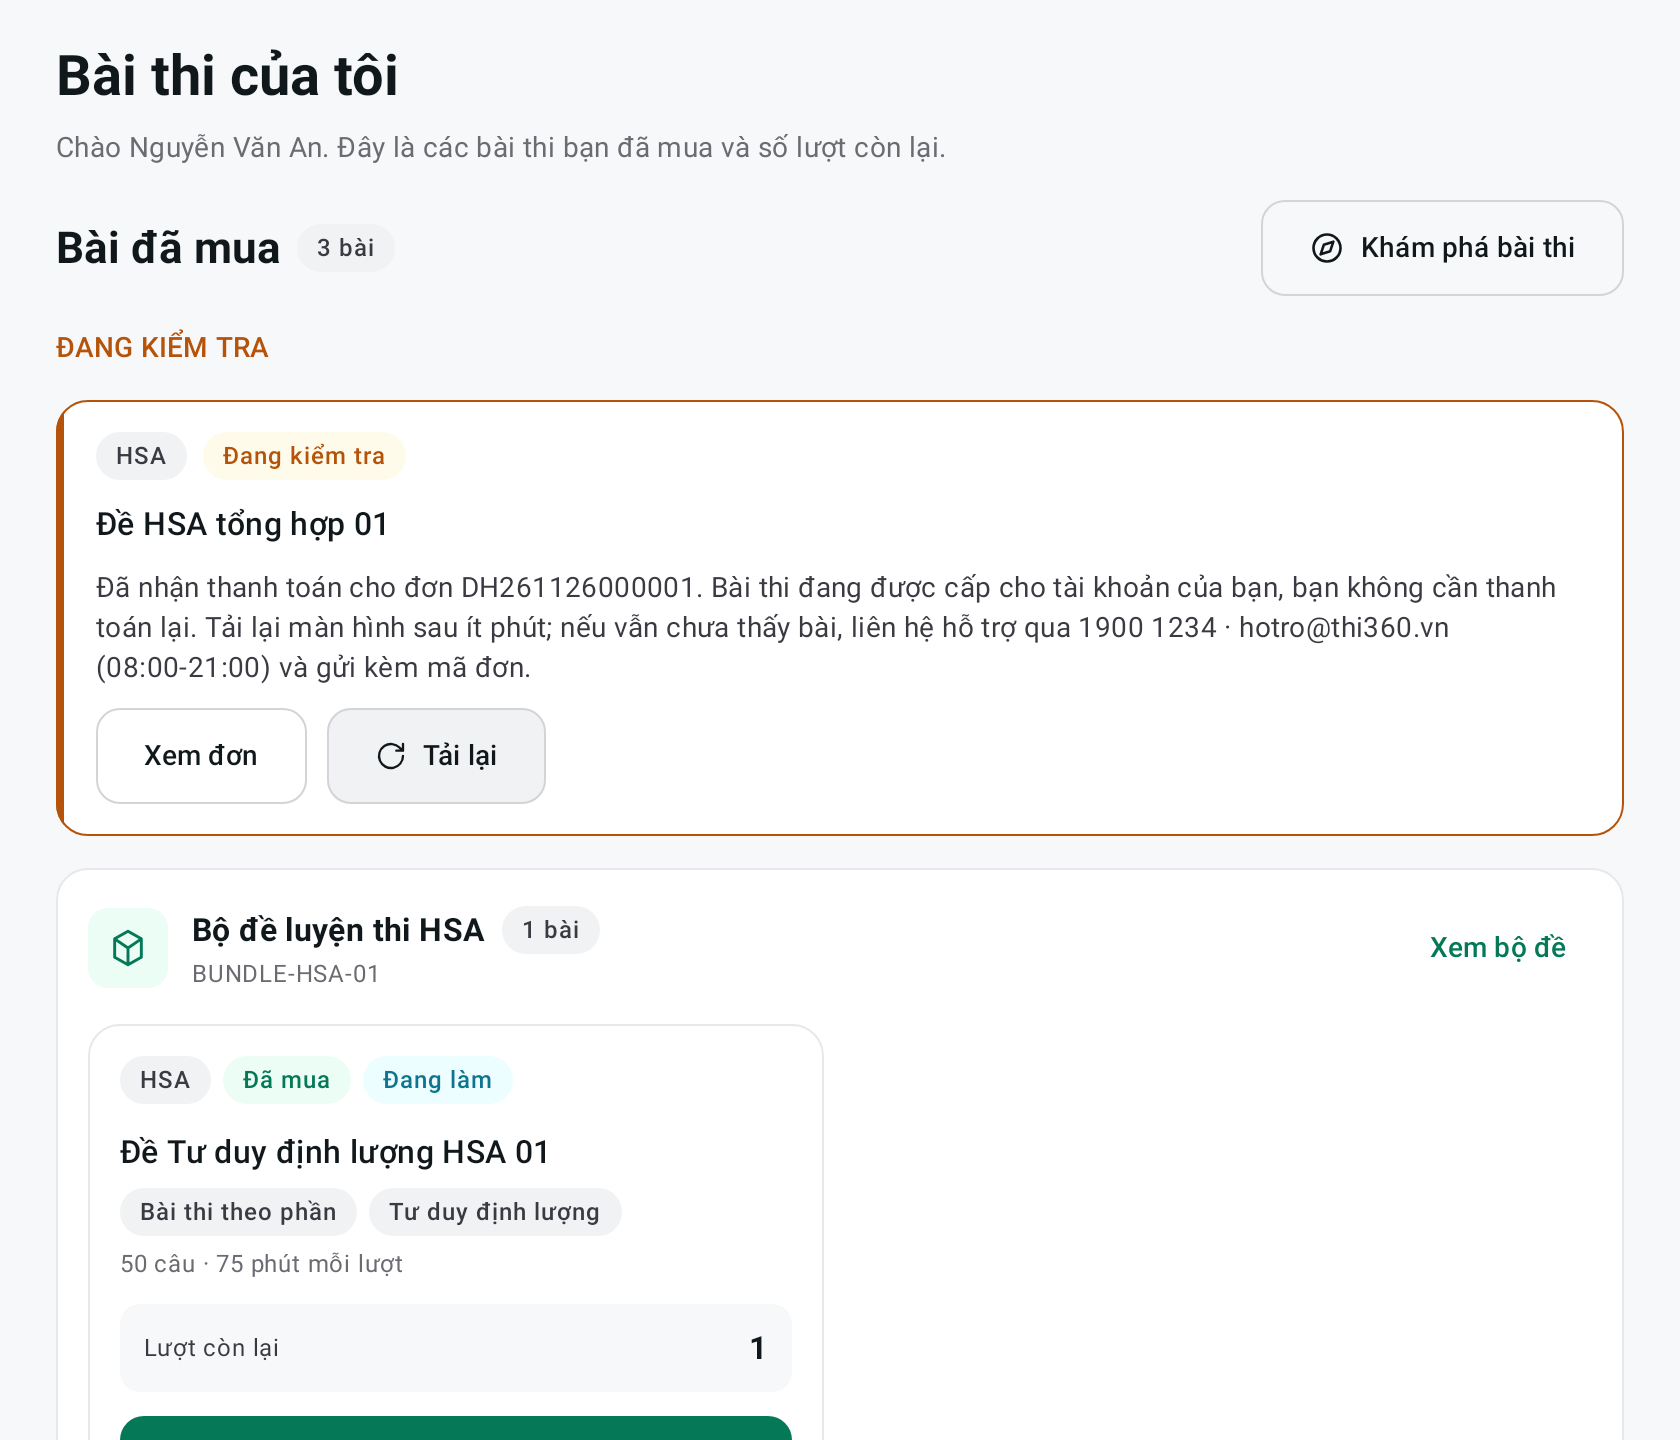 Bài thi của tôi
Chào Nguyễn Văn An. Đây là các bài thi bạn đã mua và số lượt còn lại.
Bài đã mua
3 bài
Khám phá bài thi
ĐANG KIỂM TRA
HSA
Đang kiểm tra
Đề HSA tổng hợp 01
Đã nhận thanh toán cho đơn DH261126000001. Bài thi đang được cấp cho tài khoản của bạn, bạn không cần thanh
toán lại. Tải lại màn hình sau ít phút; nếu vẫn chưa thấy bài, liên hệ hỗ trợ qua 1900 1234 · hotro@thi360.vn
(08:00-21:00) và gửi kèm mã đơn.
Xem đơn
Tải lại
Bộ đề luyện thi HSA
1 bài
BUNDLE-HSA-01
Xem bộ đề
HSA
Đã mua
Đang làm
Đề Tư duy định lượng HSA 01
Bài thi theo phần
Tư duy định lượng
50 câu · 75 phút mỗi lượt
Lượt còn lại
1